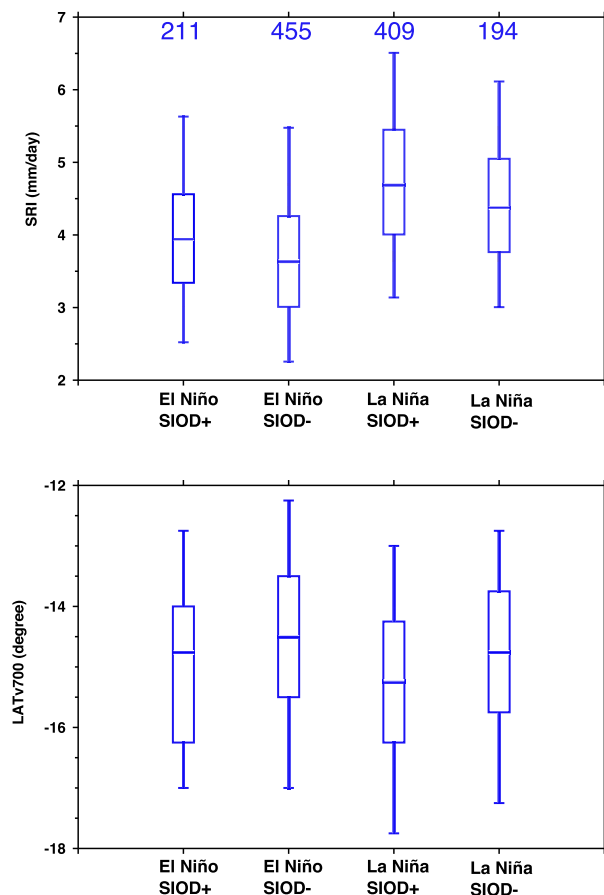 7
211 455 409 194
6
5
SRI (mm/day)
4
3
2
El Niño El Niño La Niña La Niña
SIOD+ SIOD- SIOD+ SIOD-
-12
-14
LATv700 (degree)
-16
-18
El Niño El Niño La Niña La Niña
SIOD+ SIOD- SIOD+ SIOD-